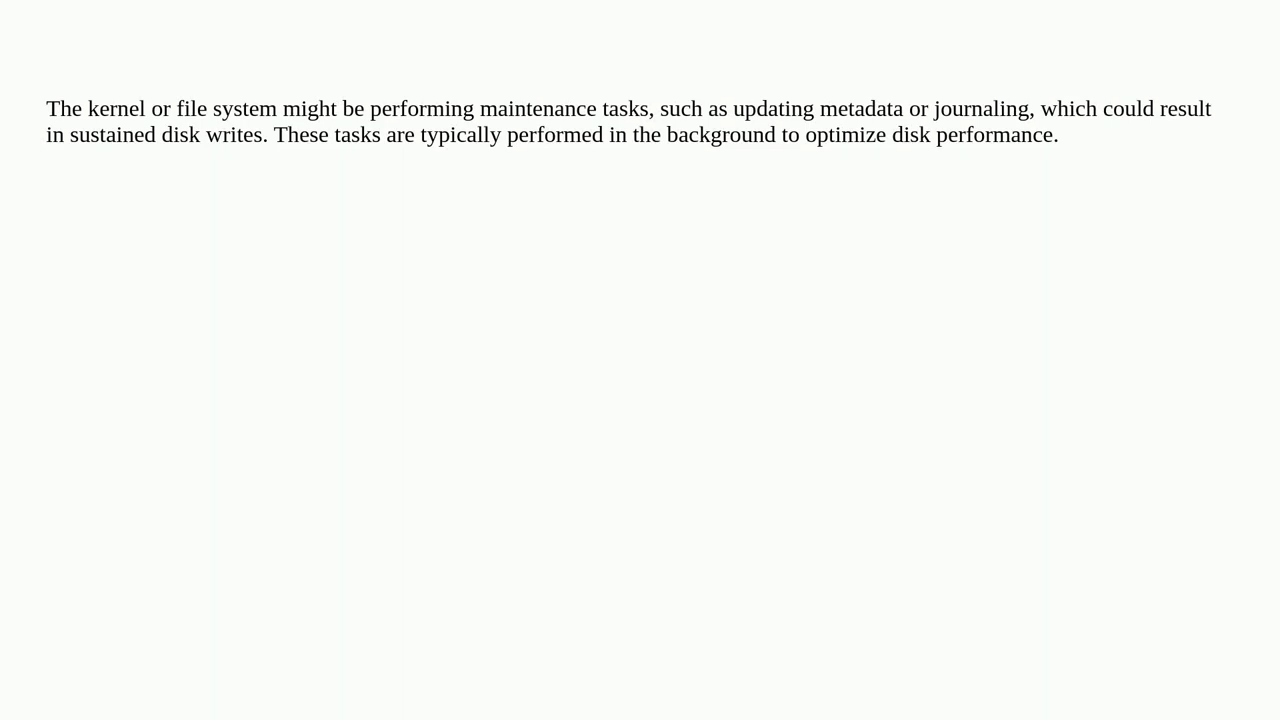 The kernel or file system might be performing maintenance tasks, such as updating metadata or journaling, which could result
in sustained disk writes. These tasks are typically performed in the background to optimize disk performance.